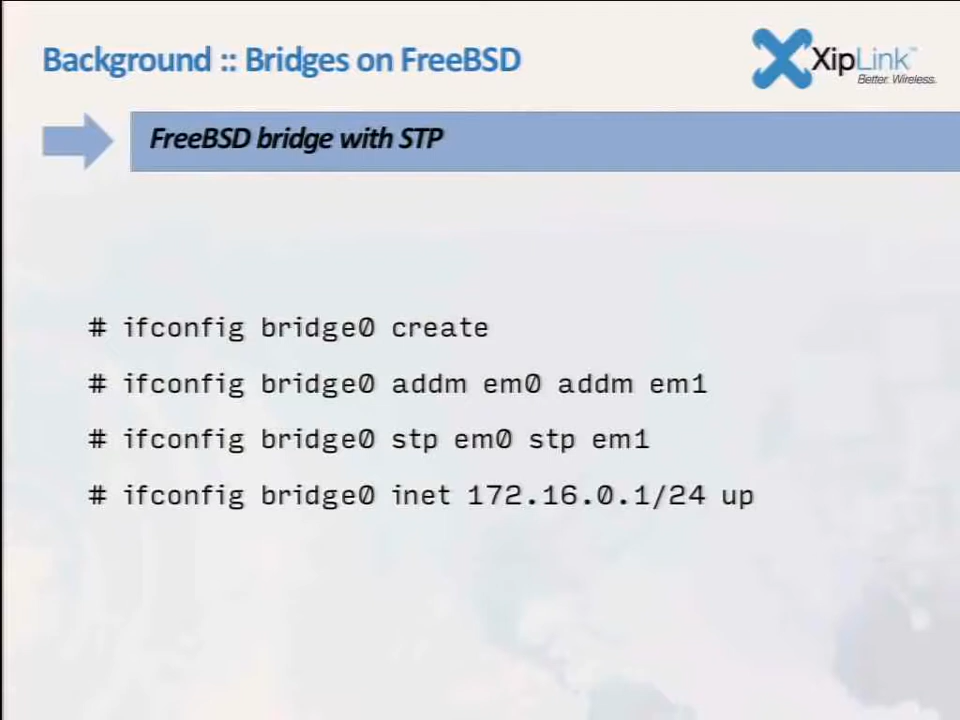 Background :: Bridges on FreeBSD
XipLink™
Better. Wireless.
FreeBSD bridge with STP
# ifconfig bridge0 create
# ifconfig bridge0 addm em0 addm em1
# ifconfig bridge0 stp em0 stp em1
# ifconfig bridge0 inet 172.16.0.1/24 up